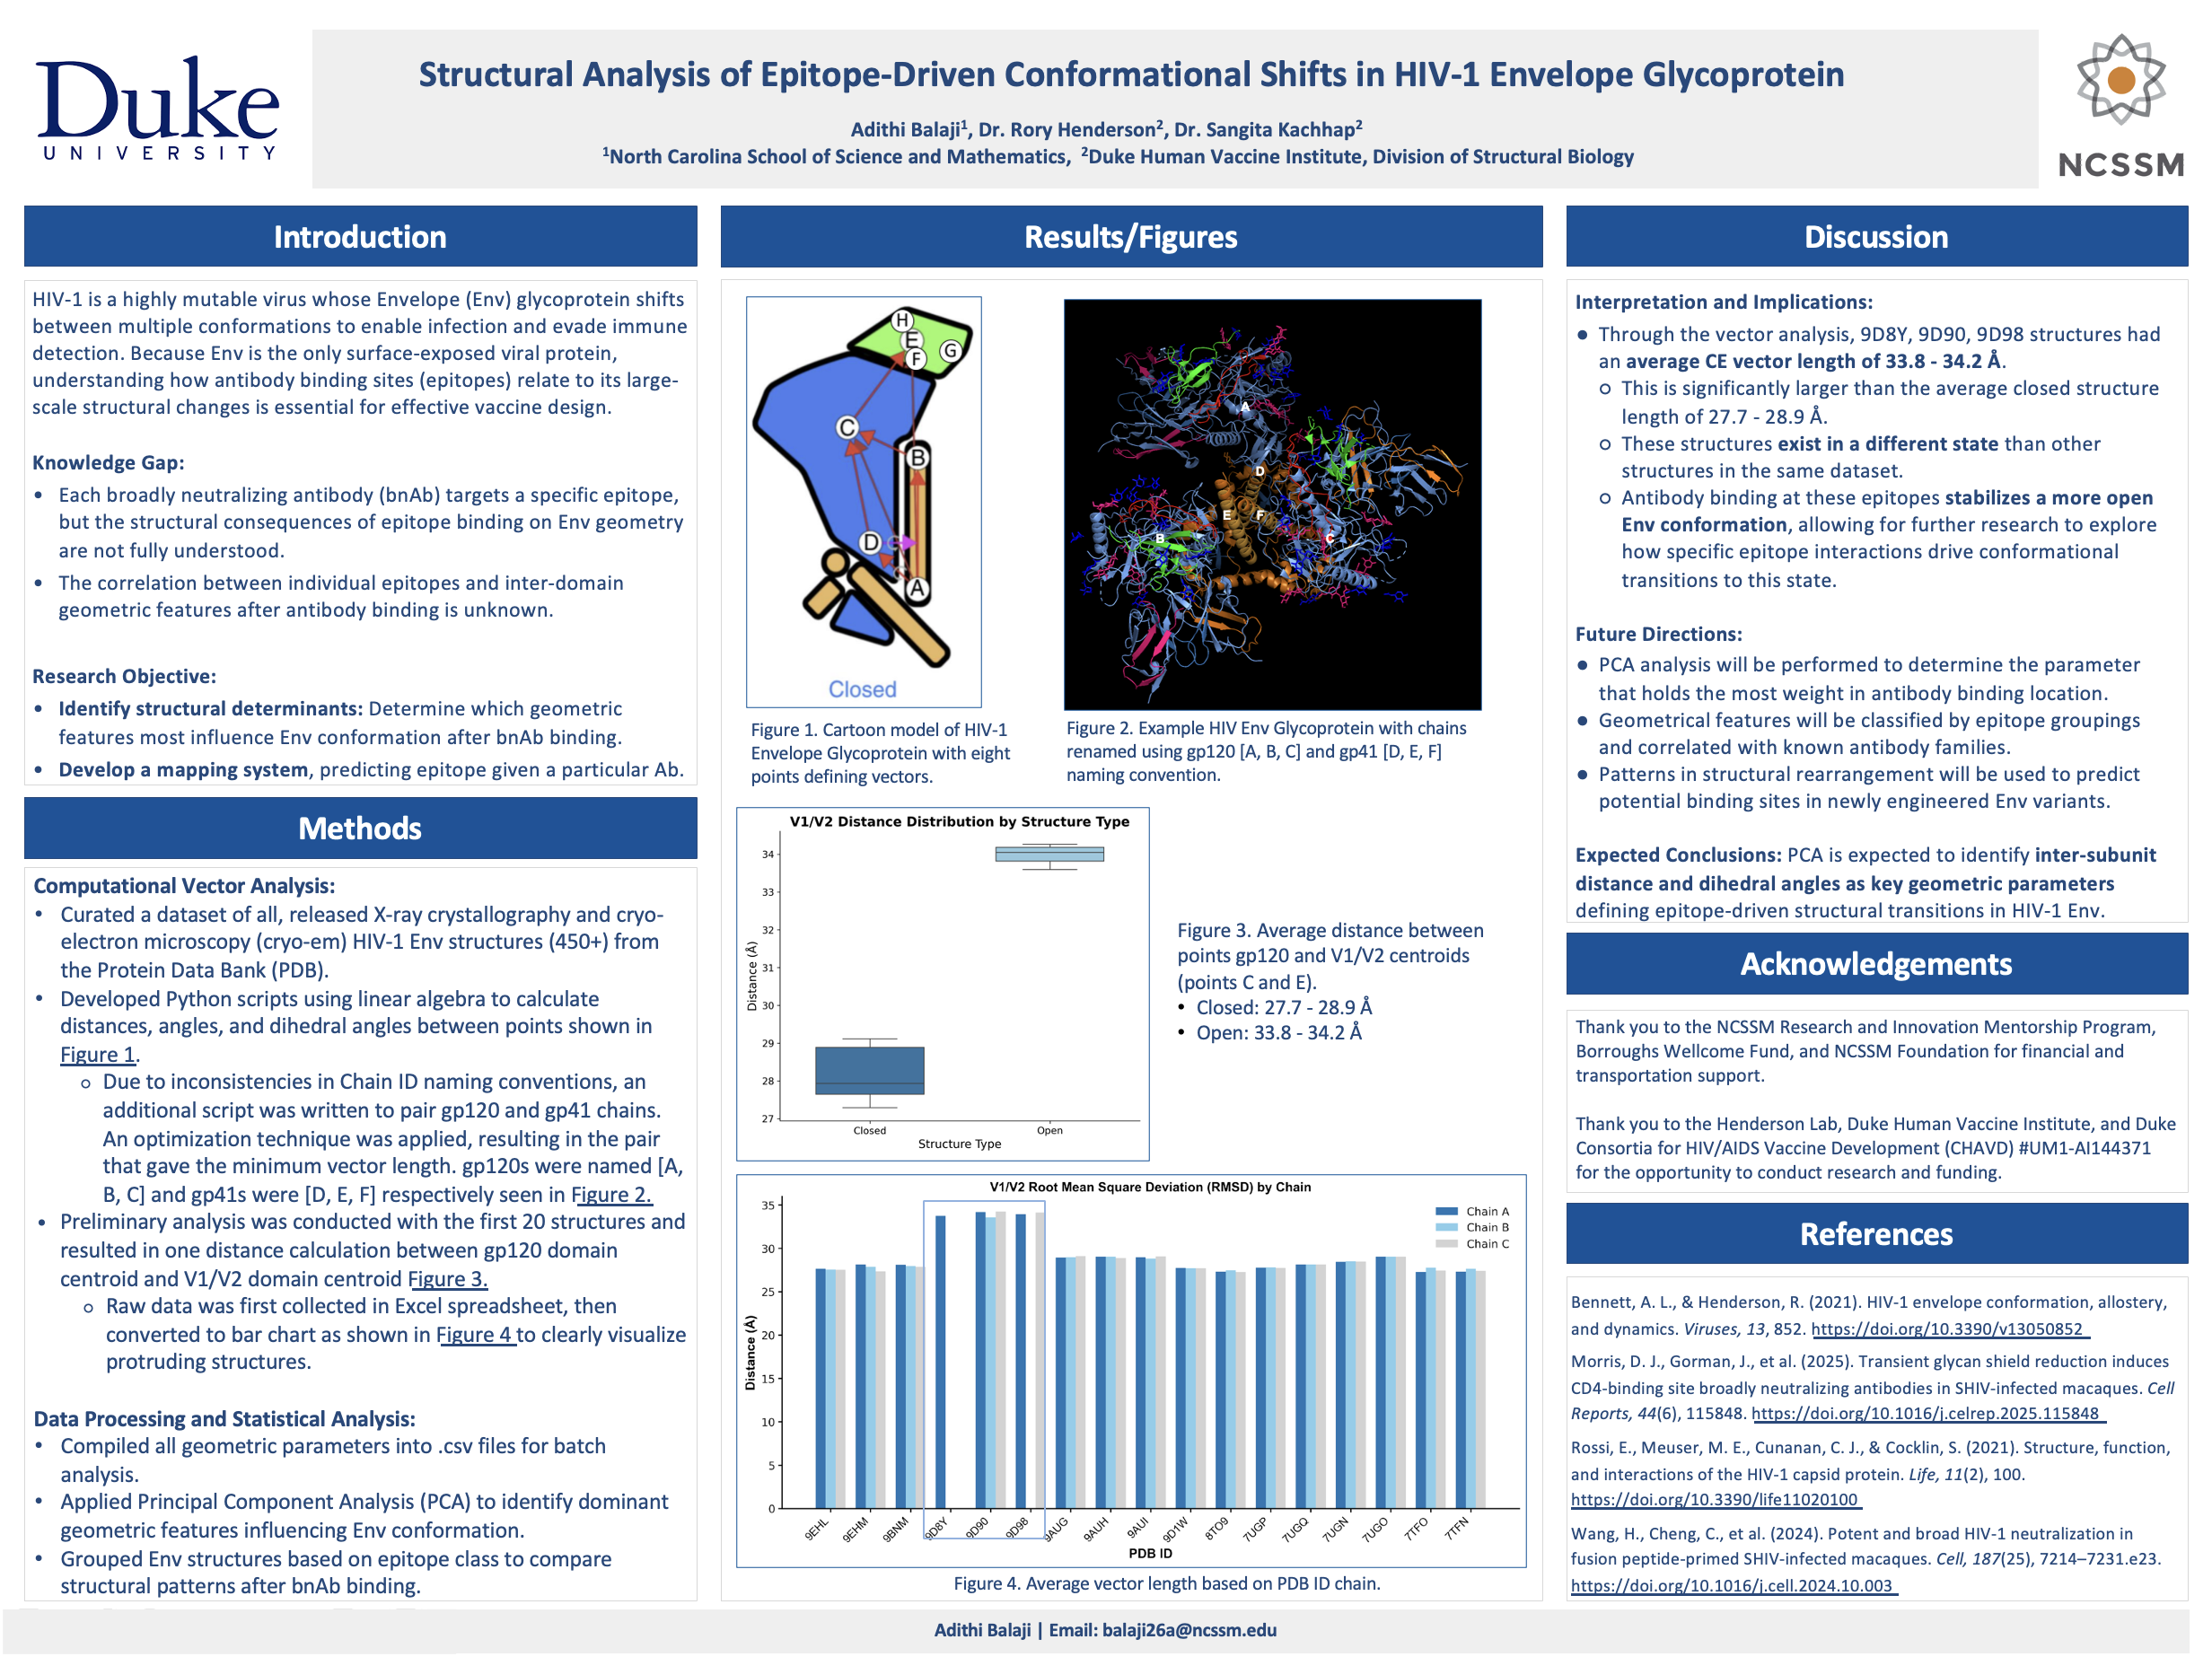 Duke
UNIVERSITY
Structural Analysis of Epitope-Driven Conformational Shifts in HIV-1 Envelope Glycoprotein
Adithi Balaji¹, Dr. Rory Henderson², Dr. Sangita Kachhap²
¹North Carolina School of Science and Mathematics, ²Duke Human Vaccine Institute, Division of Structural Biology
NCSSM
Introduction
HIV-1 is a highly mutable virus whose Envelope (Env) glycoprotein shifts
between multiple conformations to enable infection and evade immune
detection. Because Env is the only surface-exposed viral protein,
understanding how antibody binding sites (epitopes) relate to its large-
scale structural changes is essential for effective vaccine design.
Knowledge Gap:
• Each broadly neutralizing antibody (bnAb) targets a specific epitope,
but the structural consequences of epitope binding on Env geometry
are not fully understood.
• The correlation between individual epitopes and inter-domain
geometric features after antibody binding is unknown.
Research Objective:
• Identify structural determinants: Determine which geometric
features most influence Env conformation after bnAb binding.
• Develop a mapping system, predicting epitope given a particular Ab.
Methods
Computational Vector Analysis:
• Curated a dataset of all, released X-ray crystallography and cryo-
electron microscopy (cryo-em) HIV-1 Env structures (450+) from
the Protein Data Bank (PDB).
• Developed Python scripts using linear algebra to calculate
distances, angles, and dihedral angles between points shown in
Figure 1.
○ Due to inconsistencies in Chain ID naming conventions, an
additional script was written to pair gp120 and gp41 chains.
An optimization technique was applied, resulting in the pair
that gave the minimum vector length. gp120s were named [A,
B, C] and gp41s were [D, E, F] respectively seen in Figure 2.
• Preliminary analysis was conducted with the first 20 structures and
resulted in one distance calculation between gp120 domain
centroid and V1/V2 domain centroid Figure 3.
○ Raw data was first collected in Excel spreadsheet, then
converted to bar chart as shown in Figure 4 to clearly visualize
protruding structures.
Data Processing and Statistical Analysis:
• Compiled all geometric parameters into .csv files for batch
analysis.
• Applied Principal Component Analysis (PCA) to identify dominant
geometric features influencing Env conformation.
• Grouped Env structures based on epitope class to compare
structural patterns after bnAb binding.
Results/Figures
H
E
F
G
C
B
D
A
Closed
Figure 1. Cartoon model of HIV-1
Envelope Glycoprotein with eight
points defining vectors.
A
D
E
F
B
C
Figure 2. Example HIV Env Glycoprotein with chains
renamed using gp120 [A, B, C] and gp41 [D, E, F]
naming convention.
V1/V2 Distance Distribution by Structure Type
Distance (Å)
34
33
32
31
30
29
28
27
Closed
Open
Structure Type
Figure 3. Average distance between
points gp120 and V1/V2 centroids
(points C and E).
• Closed: 27.7 - 28.9 Å
• Open: 33.8 - 34.2 Å
V1/V2 Root Mean Square Deviation (RMSD) by Chain
Chain A
Chain B
Chain C
Distance (Å)
35
30
25
20
15
10
5
0
9EHL
9EHM
9BNM
9D8Y
9D90
9D98
9AUG
9AUH
9AUI
9D1W
8TO9
7UGP
7UGQ
7UGN
7UGO
7TFO
7TFN
PDB ID
Figure 4. Average vector length based on PDB ID chain.
Discussion
Interpretation and Implications:
● Through the vector analysis, 9D8Y, 9D90, 9D98 structures had
an average CE vector length of 33.8 - 34.2 Å.
○ This is significantly larger than the average closed structure
length of 27.7 - 28.9 Å.
○ These structures exist in a different state than other
structures in the same dataset.
○ Antibody binding at these epitopes stabilizes a more open
Env conformation, allowing for further research to explore
how specific epitope interactions drive conformational
transitions to this state.
Future Directions:
● PCA analysis will be performed to determine the parameter
that holds the most weight in antibody binding location.
● Geometrical features will be classified by epitope groupings
and correlated with known antibody families.
● Patterns in structural rearrangement will be used to predict
potential binding sites in newly engineered Env variants.
Expected Conclusions: PCA is expected to identify inter-subunit
distance and dihedral angles as key geometric parameters
defining epitope-driven structural transitions in HIV-1 Env.
Acknowledgements
Thank you to the NCSSM Research and Innovation Mentorship Program,
Borroughs Wellcome Fund, and NCSSM Foundation for financial and
transportation support.
Thank you to the Henderson Lab, Duke Human Vaccine Institute, and Duke
Consortia for HIV/AIDS Vaccine Development (CHAVD) #UM1-AI144371
for the opportunity to conduct research and funding.
References
Bennett, A. L., & Henderson, R. (2021). HIV-1 envelope conformation, allostery,
and dynamics. Viruses, 13, 852. https://doi.org/10.3390/v13050852
Morris, D. J., Gorman, J., et al. (2025). Transient glycan shield reduction induces
CD4-binding site broadly neutralizing antibodies in SHIV-infected macaques. Cell
Reports, 44(6), 115848. https://doi.org/10.1016/j.celrep.2025.115848
Rossi, E., Meuser, M. E., Cunanan, C. J., & Cocklin, S. (2021). Structure, function,
and interactions of the HIV-1 capsid protein. Life, 11(2), 100.
https://doi.org/10.3390/life11020100
Wang, H., Cheng, C., et al. (2024). Potent and broad HIV-1 neutralization in
fusion peptide-primed SHIV-infected macaques. Cell, 187(25), 7214–7231.e23.
https://doi.org/10.1016/j.cell.2024.10.003
Adithi Balaji | Email: balaji26a@ncssm.edu